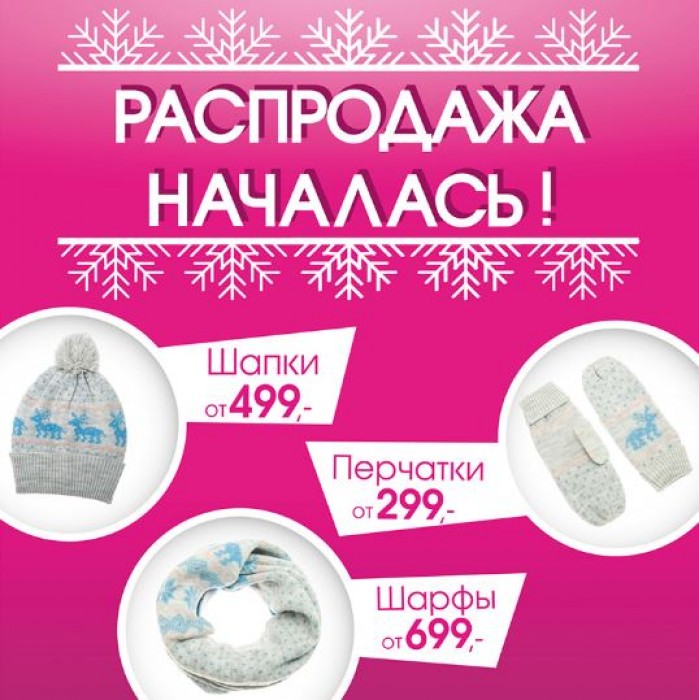 РАСПРОДАЖА
НАЧАЛАСЬ!
Шапки
от 499,-
Перчатки
от 299,-
Шарфы
от 699,-